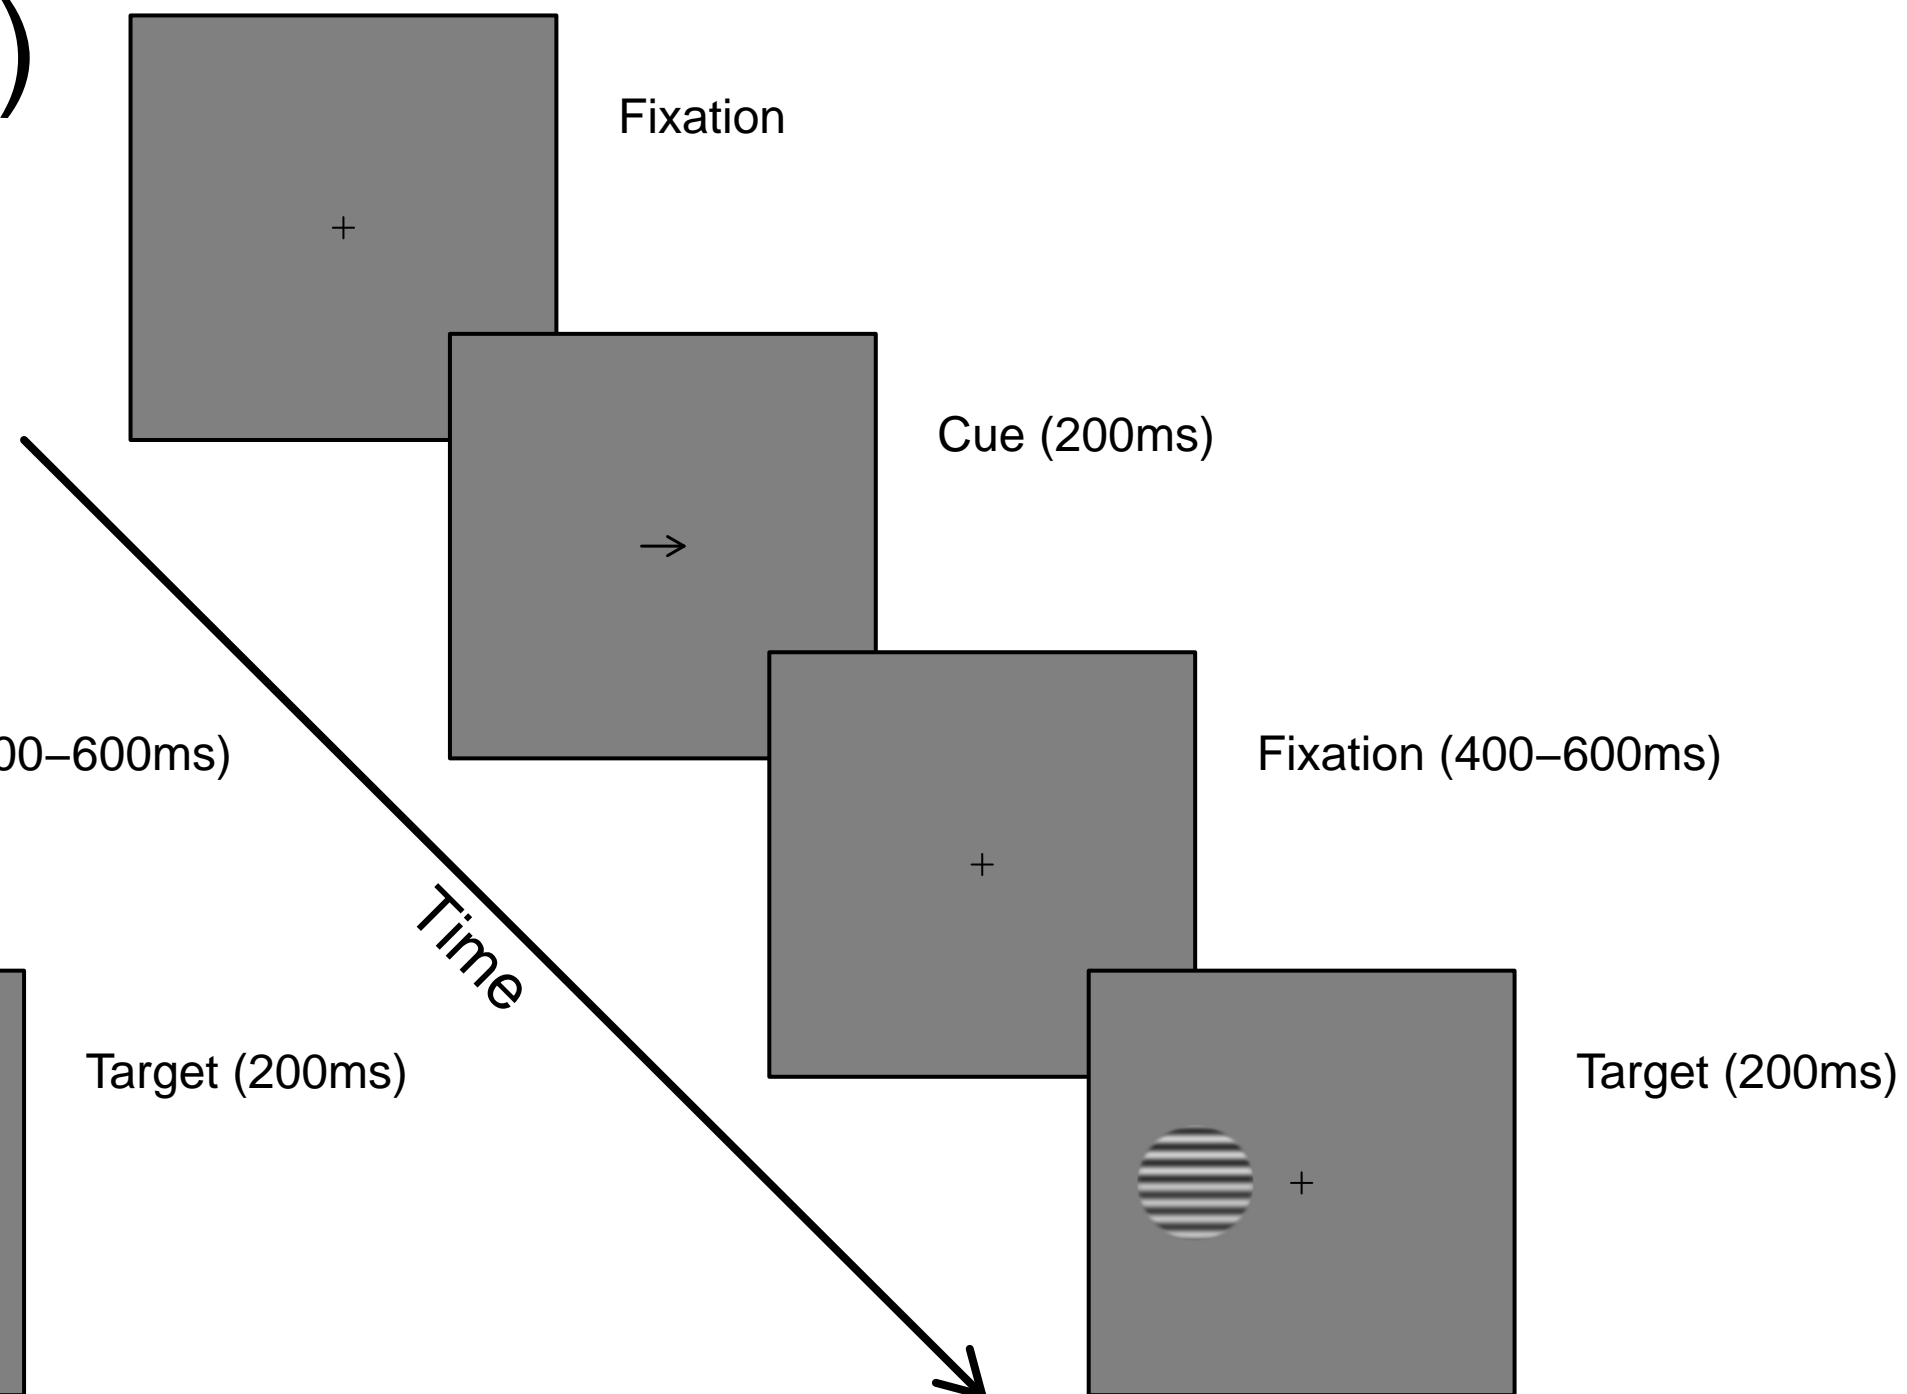 )
Fixation
Cue (200ms)
00–600ms)
Fixation (400–600ms)
Time
Target (200ms)
Target (200ms)